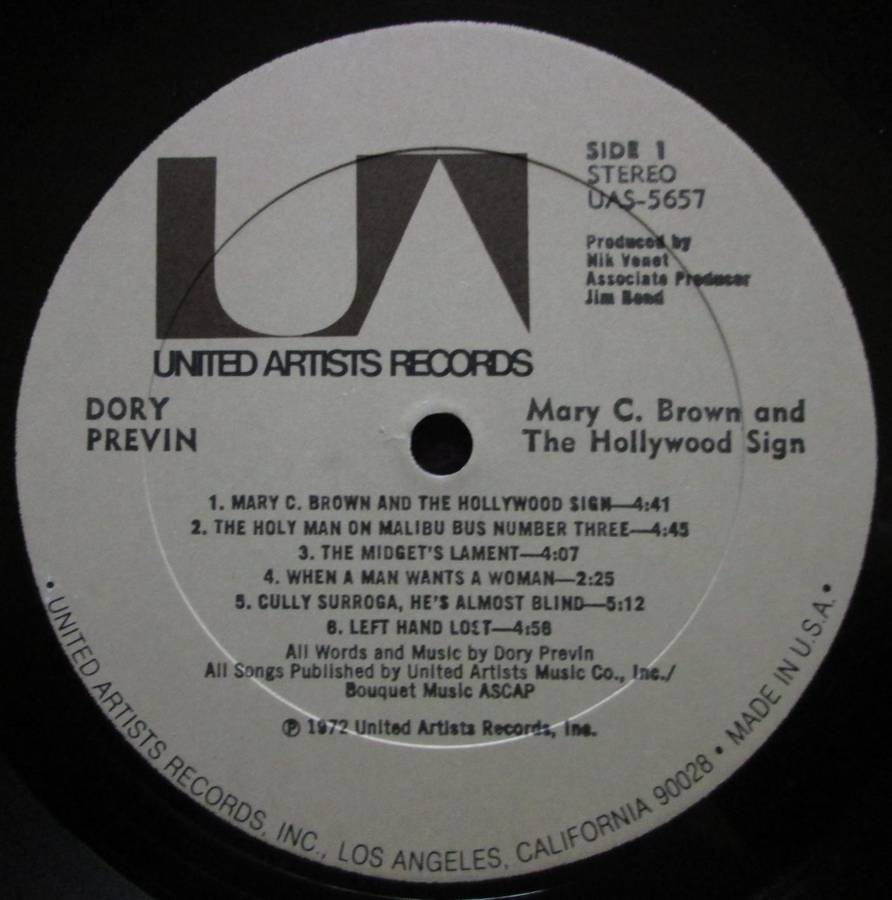 UA
SIDE 1
STEREO
UAS-5657
Produced by
Nik Venet
Associate Producer
Jim Bond
UNITED ARTISTS RECORDS
DORY
PREVIN
Mary C. Brown and
The Hollywood Sign
1. MARY C. BROWN AND THE HOLLYWOOD SIGN—4:41
2. THE HOLY MAN ON MALIBU BUS NUMBER THREE—4:45
3. THE MIDGET'S LAMENT—4:07
4. WHEN A MAN WANTS A WOMAN—2:25
5. CULLY SURROGA, HE'S ALMOST BLIND—5:12
6. LEFT HAND LOST—4:56
All Words and Music by Dory Previn
All Songs Published by United Artists Music Co., Inc./
Bouquet Music ASCAP
℗ 1972 United Artists Records, Inc.
• UNITED ARTISTS RECORDS, INC., LOS ANGELES, CALIFORNIA 90028 • MADE IN U.S.A. •